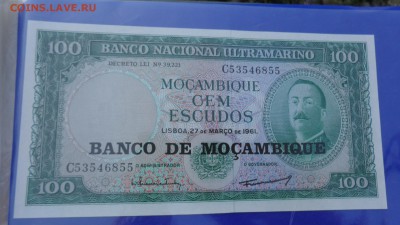 COINS.LAVE.RU
100 BANCO NACIONAL ULTRAMARINO 100
DECRETO LEI Nº 39221
C53546855
MOÇAMBIQUE
CEM
ESCUDOS
LISBOA, 27 DE MARÇO DE 1961
BANCO DE MOÇAMBIQUE
C53546855
O GOVERNADOR
100 100